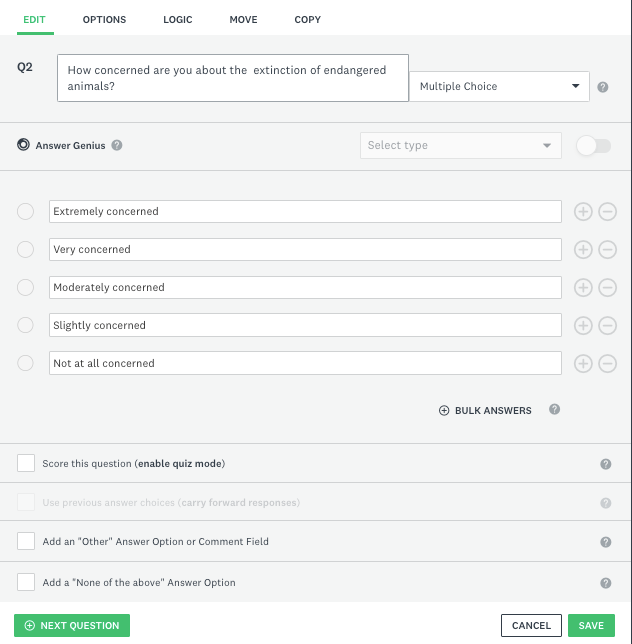 EDIT OPTIONS LOGIC MOVE COPY
Q2
How concerned are you about the  extinction of endangered
animals?
Multiple Choice
?
Answer Genius ?
Select type
Extremely concerned
Very concerned
Moderately concerned
Slightly concerned
Not at all concerned
BULK ANSWERS ?
Score this question (enable quiz mode) ?
Use previous answer choices (carry forward responses) ?
Add an "Other" Answer Option or Comment Field ?
Add a "None of the above" Answer Option ?
NEXT QUESTION CANCEL SAVE